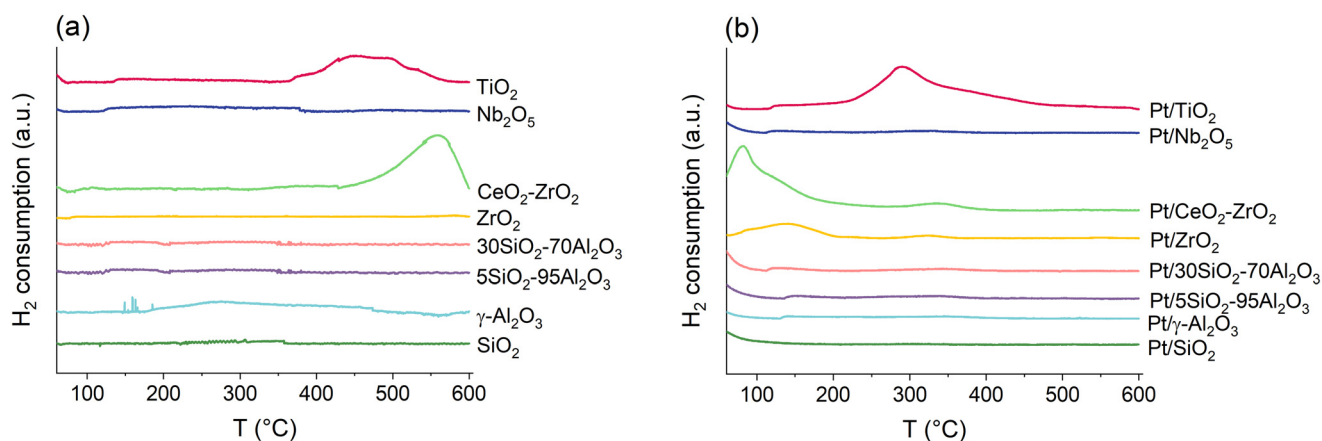 (a)
H₂ consumption (a.u.)
TiO₂
Nb₂O₅
CeO₂-ZrO₂
ZrO₂
30SiO₂-70Al₂O₃
5SiO₂-95Al₂O₃
γ-Al₂O₃
SiO₂
100 200 300 400 500 600
T (°C)
(b)
H₂ consumption (a.u.)
Pt/TiO₂
Pt/Nb₂O₅
Pt/CeO₂-ZrO₂
Pt/ZrO₂
Pt/30SiO₂-70Al₂O₃
Pt/5SiO₂-95Al₂O₃
Pt/γ-Al₂O₃
Pt/SiO₂
100 200 300 400 500 600
T (°C)